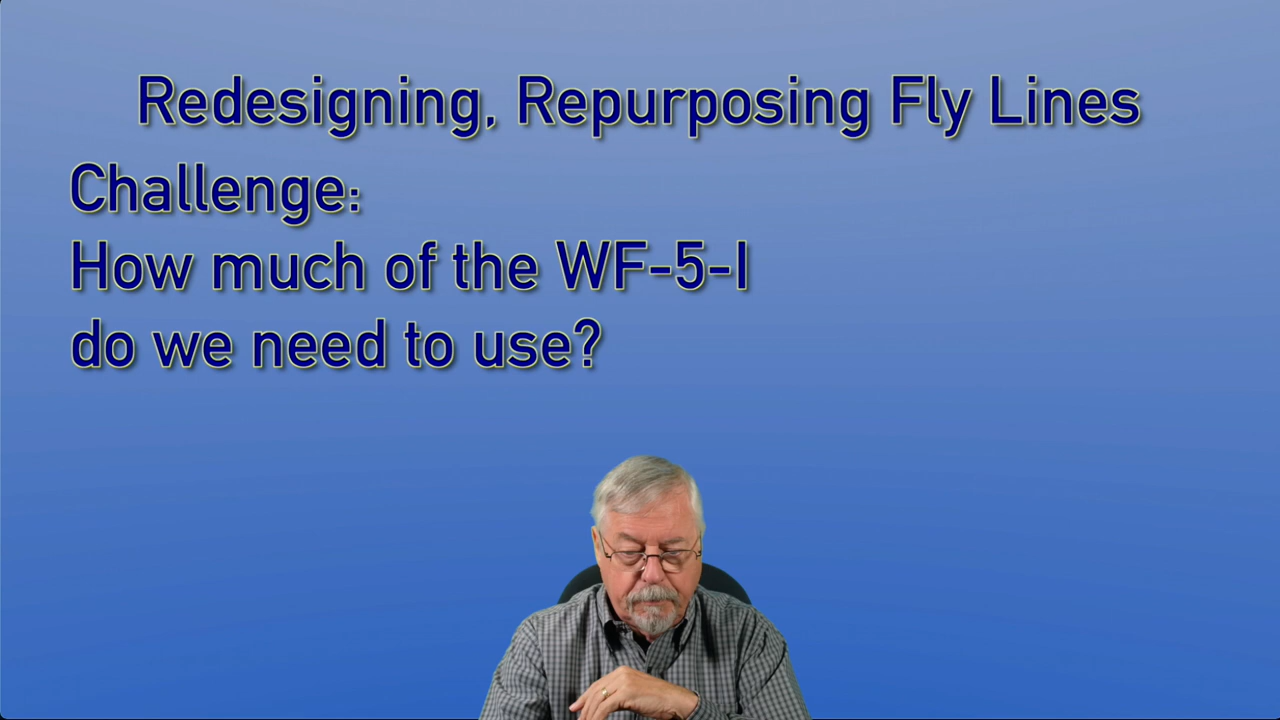 Redesigning, Repurposing Fly Lines
Challenge:
How much of the WF-5-I
do we need to use?